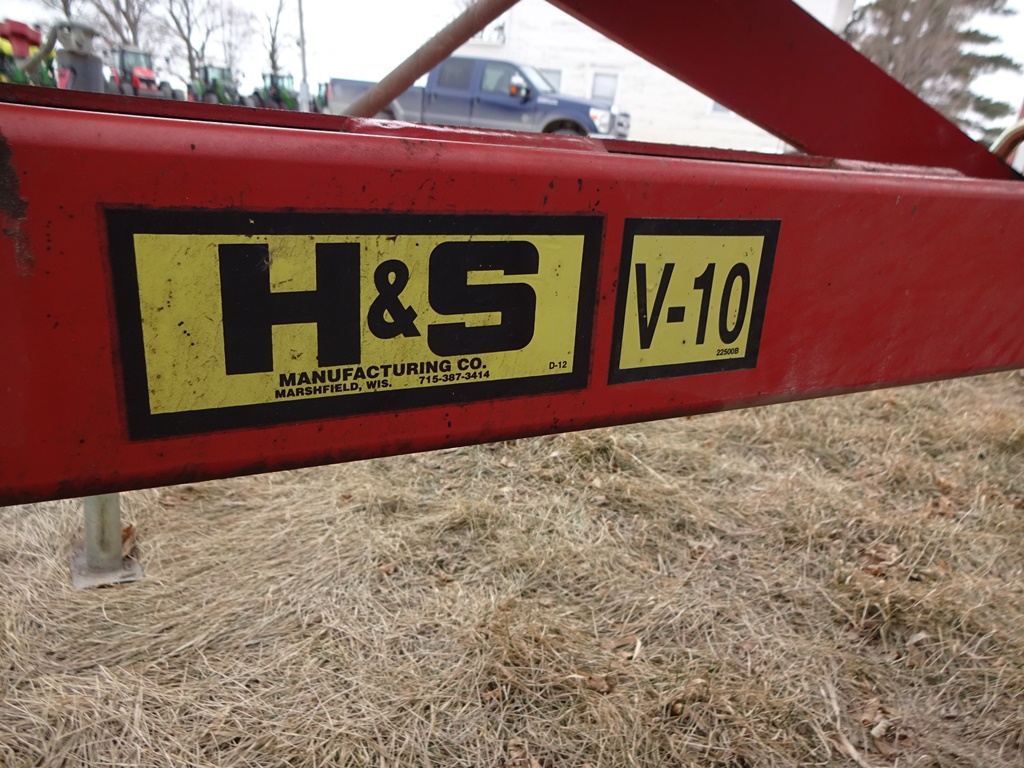 H&S
MANUFACTURING CO.
MARSHFIELD, WIS. 715-387-3414
D-12
V-10
22500B